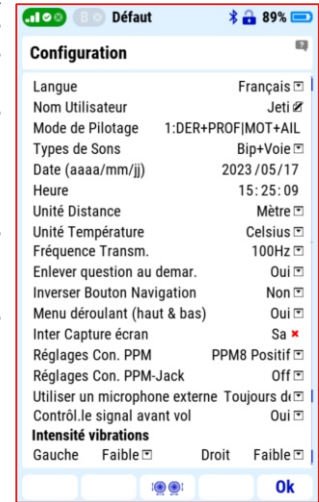 Défaut 89%
Configuration
Langue Français
Nom Utilisateur Jeti
Mode de Pilotage 1:DER+PROF|MOT+AIL
Types de Sons Bip+Voie
Date (aaaa/mm/jj) 2023/05/17
Heure 15:25:09
Unité Distance Mètre
Unité Température Celsius
Fréquence Transm. 100Hz
Enlever question au demar. Oui
Inverser Bouton Navigation Non
Menu déroulant (haut & bas) Oui
Inter Capture écran Sa
Réglages Con. PPM PPM8 Positif
Réglages Con. PPM-Jack Off
Utiliser un microphone externe Toujours de
Contrôl.le signal avant vol Oui
Intensité vibrations
Gauche Faible Droit Faible
Ok